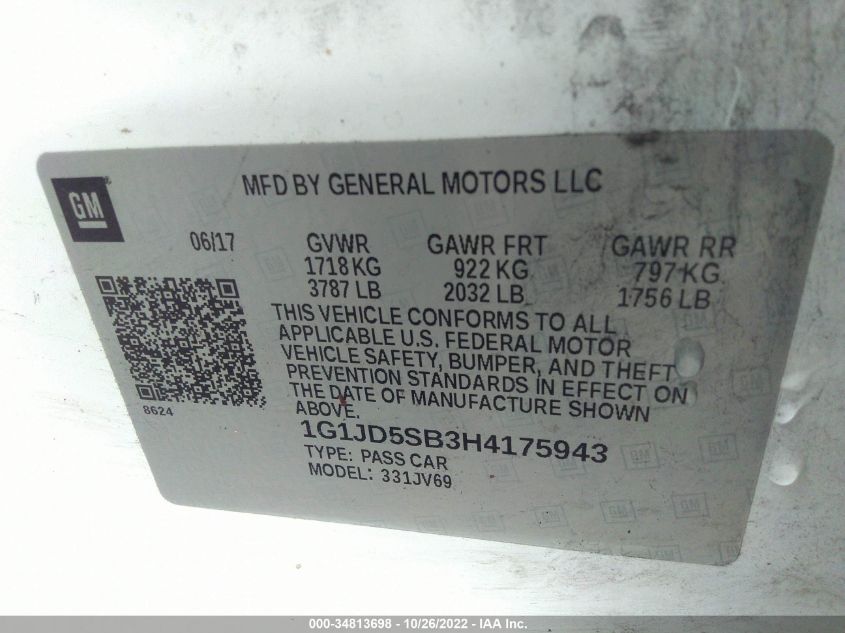 GM
MFD BY GENERAL MOTORS LLC
06/17 GVWR GAWR FRT GAWR RR
1718 KG 922 KG 797 KG
3787 LB 2032 LB 1756 LB
THIS VEHICLE CONFORMS TO ALL
APPLICABLE U.S. FEDERAL MOTOR
VEHICLE SAFETY, BUMPER, AND THEFT
PREVENTION STANDARDS IN EFFECT ON
THE DATE OF MANUFACTURE SHOWN
ABOVE.
8624
1G1JD5SB3H4175943
TYPE: PASS CAR
MODEL: 331JV69
000-34813698 - 10/26/2022 - IAA Inc.